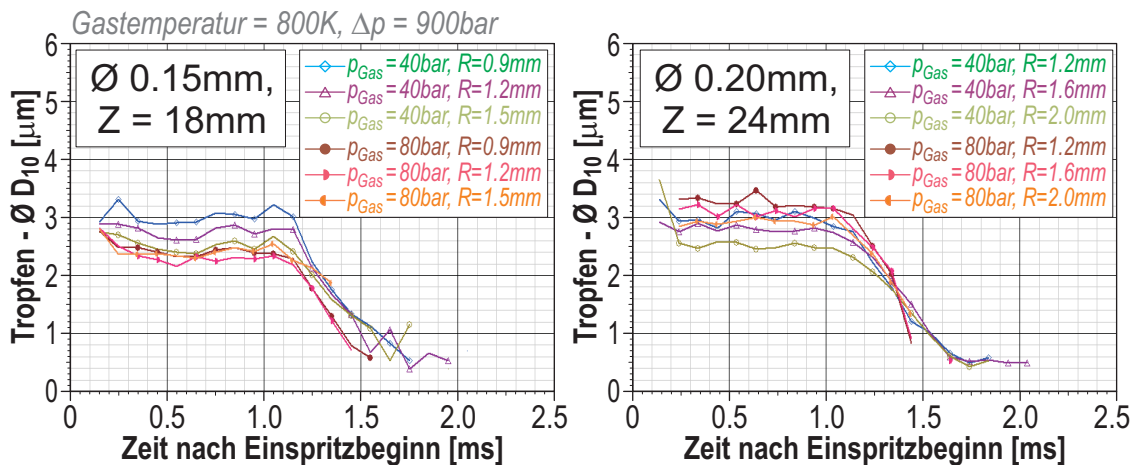 Gastemperatur = 800K, Δp = 900bar
Tropfen - Ø D10 [µm]
6
5
4
3
2
1
0
Ø 0.15mm,
Z = 18mm
pGas=40bar, R=0.9mm
pGas=40bar, R=1.2mm
pGas=40bar, R=1.5mm
pGas=80bar, R=0.9mm
pGas=80bar, R=1.2mm
pGas=80bar, R=1.5mm
0 0.5 1.0 1.5 2.0 2.5
Zeit nach Einspritzbeginn [ms]
Tropfen - Ø D10 [µm]
6
5
4
3
2
1
0
Ø 0.20mm,
Z = 24mm
pGas=40bar, R=1.2mm
pGas=40bar, R=1.6mm
pGas=40bar, R=2.0mm
pGas=80bar, R=1.2mm
pGas=80bar, R=1.6mm
pGas=80bar, R=2.0mm
0 0.5 1.0 1.5 2.0 2.5
Zeit nach Einspritzbeginn [ms]